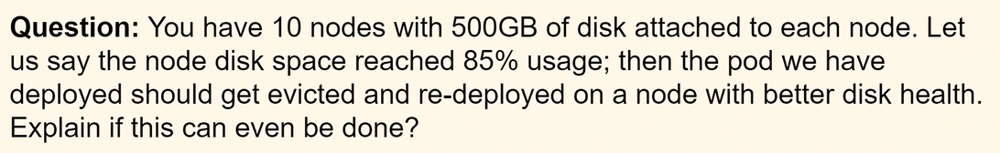 Question: You have 10 nodes with 500GB of disk attached to each node. Let
us say the node disk space reached 85% usage; then the pod we have
deployed should get evicted and re-deployed on a node with better disk health.
Explain if this can even be done?